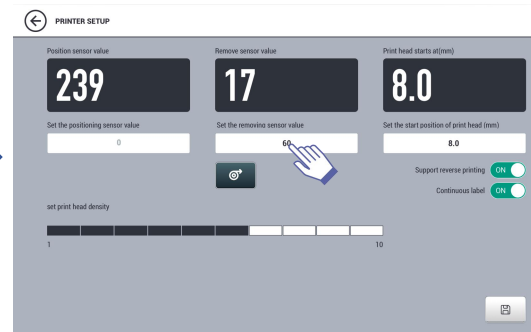 PRINTER SETUP
Position sensor value
Remove sensor value
Print head starts at(mm)
239
17
8.0
Set the positioning sensor value
Set the removing sensor value
Set the start position of print head (mm)
0
60
8.0
Support reverse printing
ON
Continuous label
ON
set print head density
1
10